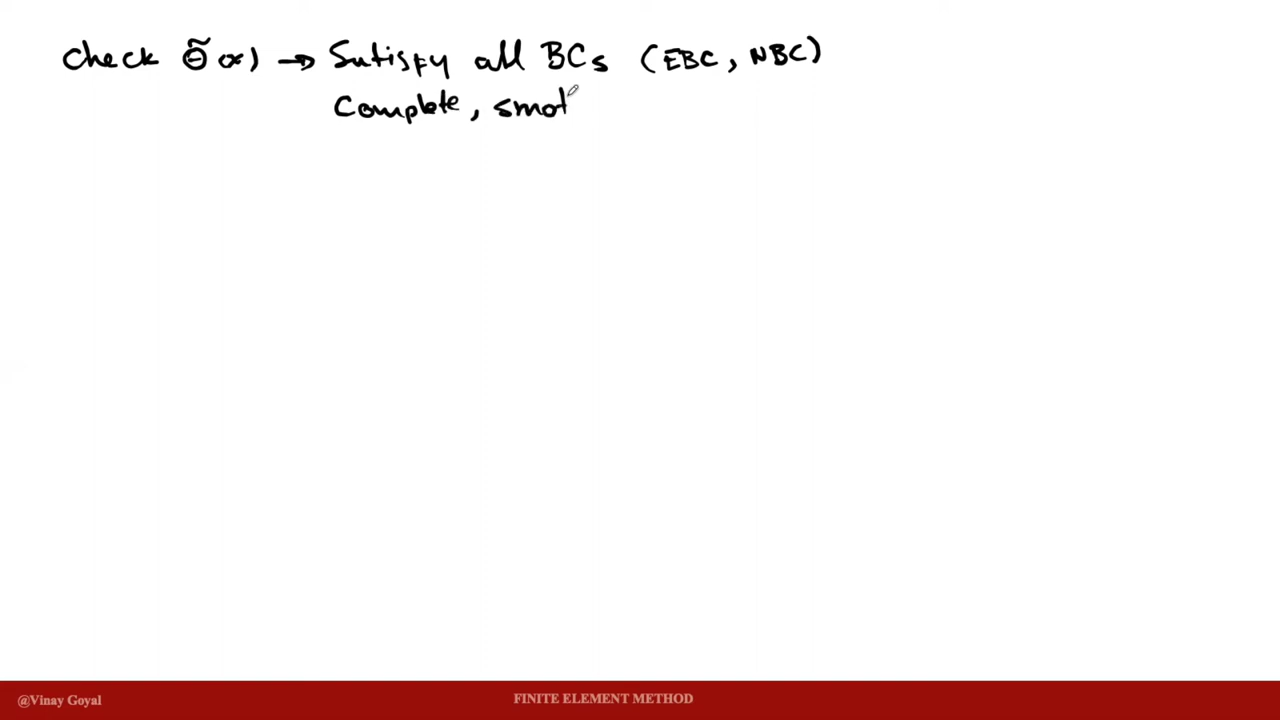 Check Θ̃(x) → Satisfy all BCs (EBC, NBC)
Complete, smot
@Vinay Goyal
FINITE ELEMENT METHOD